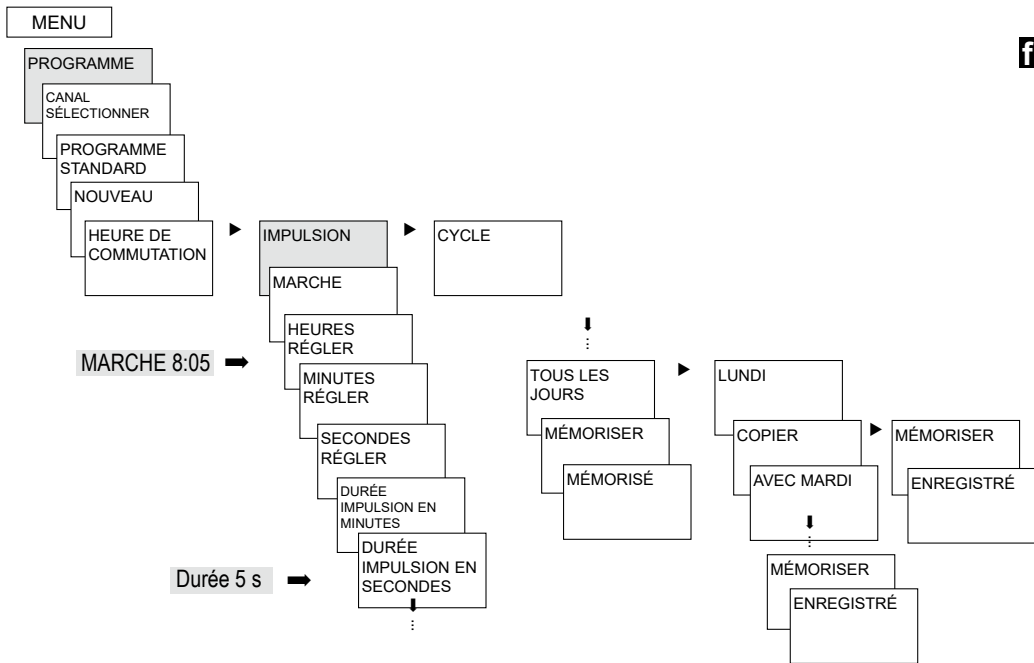 MENU
f
PROGRAMME
CANAL
SÉLECTIONNER
PROGRAMME
STANDARD
NOUVEAU
HEURE DE
COMMUTATION
IMPULSION
CYCLE
MARCHE
HEURES
RÉGLER
MARCHE 8:05
MINUTES
RÉGLER
SECONDES
RÉGLER
DURÉE
IMPULSION EN
MINUTES
DURÉE
IMPULSION EN
SECONDES
Durée 5 s
TOUS LES
JOURS
MÉMORISER
MÉMORISÉ
LUNDI
COPIER
AVEC MARDI
MÉMORISER
ENREGISTRÉ
MÉMORISER
ENREGISTRÉ